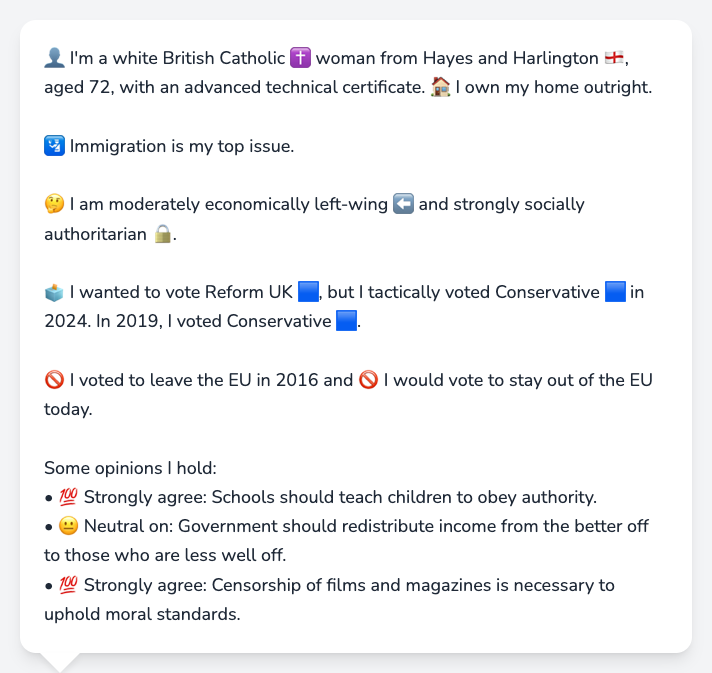 👤 I'm a white British Catholic ✝️ woman from Hayes and Harlington 🏴󠁧󠁢󠁥󠁮󠁧󠁿,
aged 72, with an advanced technical certificate. 🏠 I own my home outright.
🛂 Immigration is my top issue.
🤔 I am moderately economically left-wing ⬅️ and strongly socially
authoritarian 🔒.
🗳️ I wanted to vote Reform UK 🟦, but I tactically voted Conservative 🟦 in
2024. In 2019, I voted Conservative 🟦.
🚫 I voted to leave the EU in 2016 and 🚫 I would vote to stay out of the EU
today.
Some opinions I hold:
• 💯 Strongly agree: Schools should teach children to obey authority.
• 😐 Neutral on: Government should redistribute income from the better off
to those who are less well off.
• 💯 Strongly agree: Censorship of films and magazines is necessary to
uphold moral standards.